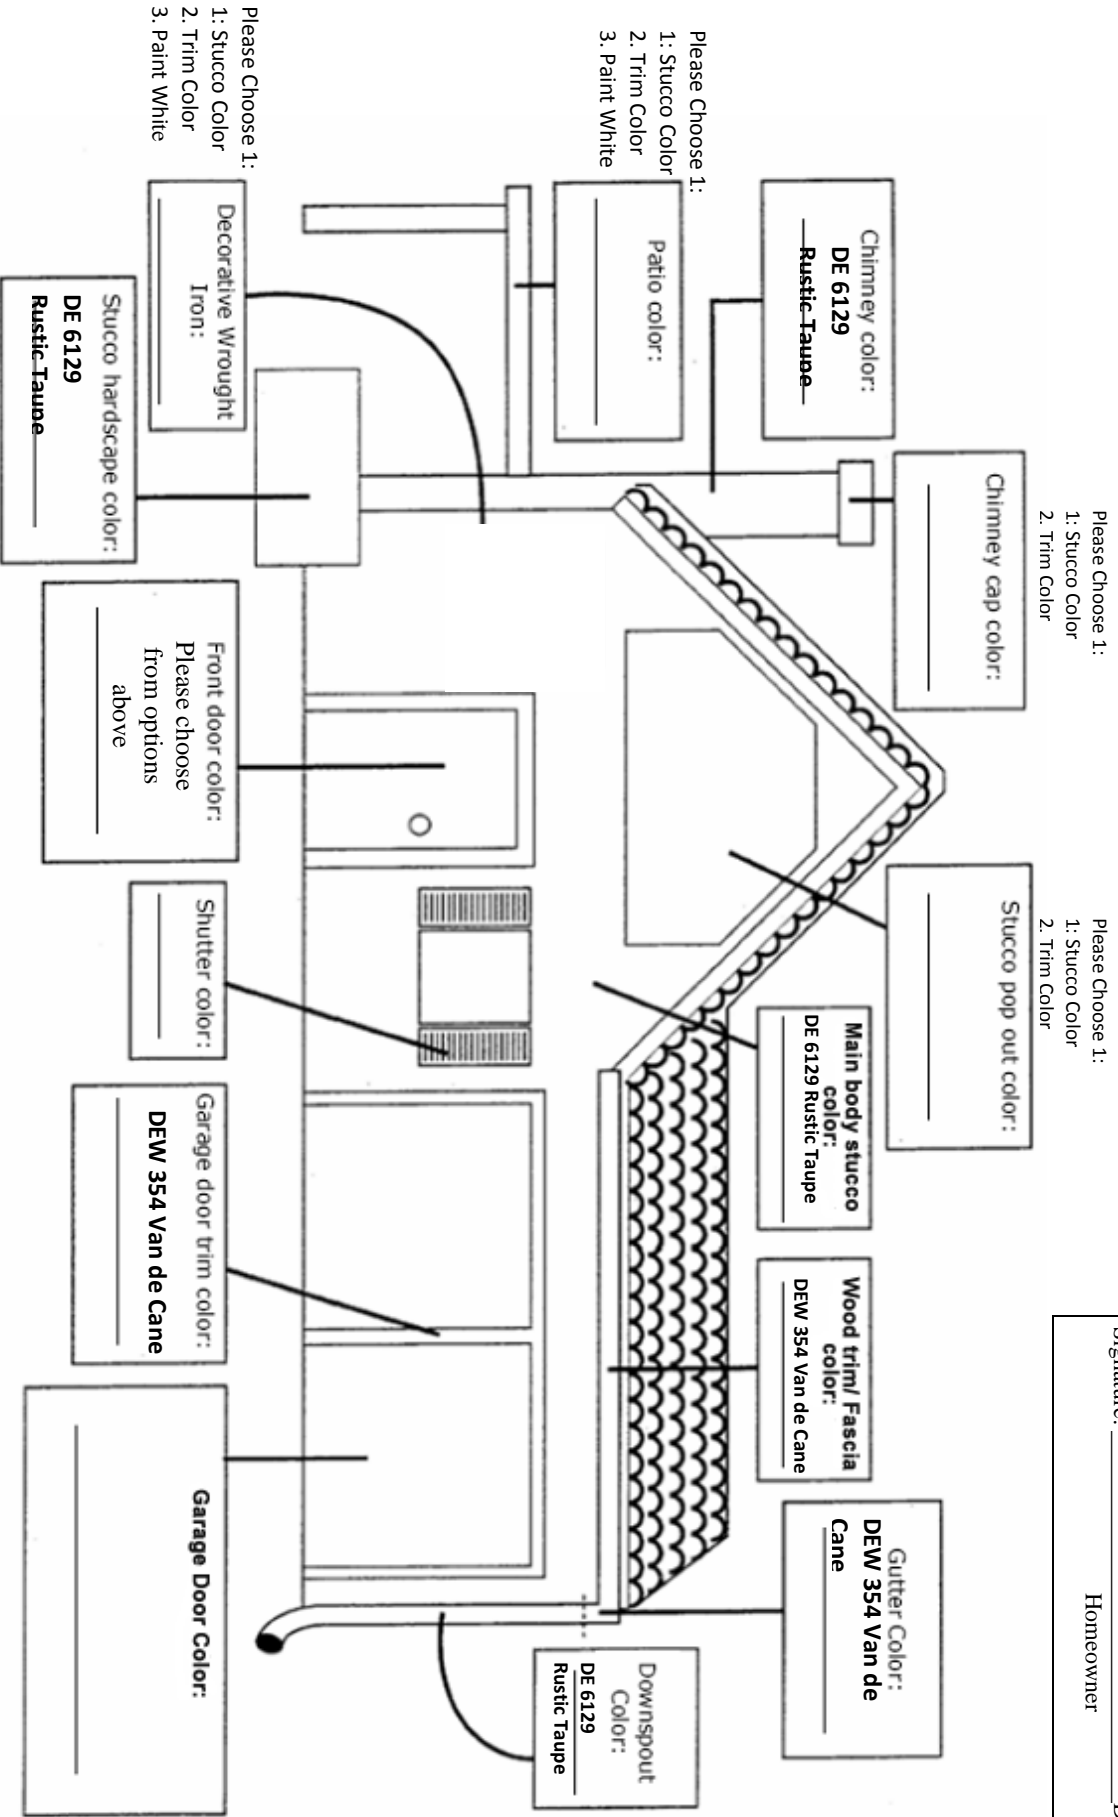 Signature:
Homeowner
Please Choose 1:
1: Stucco Color
2. Trim Color
Please Choose 1:
1: Stucco Color
2. Trim Color
Chimney cap color:
Stucco pop out color:
Please Choose 1:
1: Stucco Color
2. Trim Color
3. Paint White
Chimney color:
DE 6129
Rustic Taupe
Main body stucco
color:
DE 6129 Rustic Taupe
Wood trim/ Fascia
color:
DEW 354 Van de Cane
Gutter Color:
DEW 354 Van de
Cane
Patio color:
Downspout
Color:
DE 6129
Rustic Taupe
Please Choose 1:
1: Stucco Color
2. Trim Color
3. Paint White
Decorative Wrought
Iron:
Stucco hardscape color:
DE 6129
Rustic Taupe
Front door color:
Please choose
from options
above
Shutter color:
Garage door trim color:
DEW 354 Van de Cane
Garage Door Color: